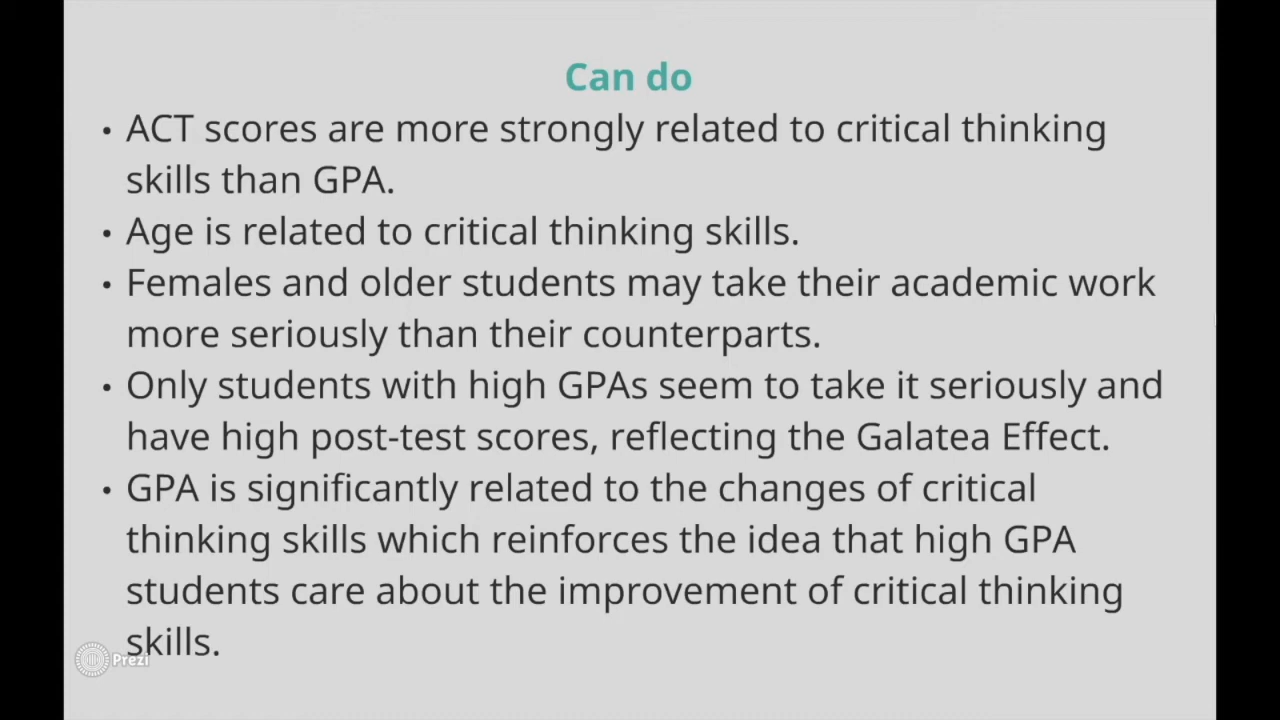 Can do
• ACT scores are more strongly related to critical thinking
skills than GPA.
• Age is related to critical thinking skills.
• Females and older students may take their academic work
more seriously than their counterparts.
• Only students with high GPAs seem to take it seriously and
have high post-test scores, reflecting the Galatea Effect.
• GPA is significantly related to the changes of critical
thinking skills which reinforces the idea that high GPA
students care about the improvement of critical thinking
skills.
Prezi